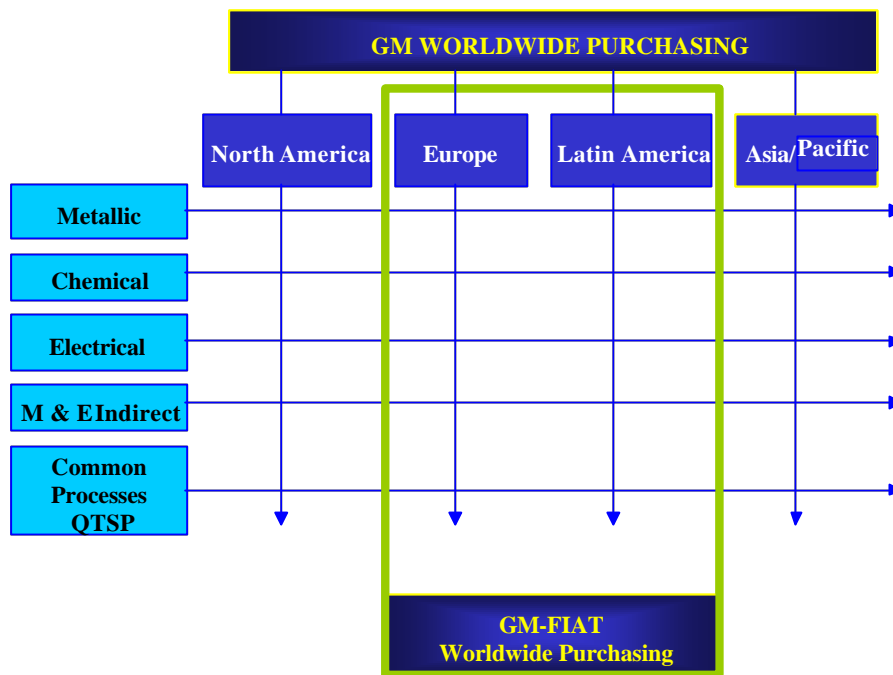 GM WORLDWIDE PURCHASING
North America
Europe
Latin America
Asia/Pacific
Metallic
Chemical
Electrical
M & E Indirect
Common
Processes
QTSP
GM-FIAT
Worldwide Purchasing